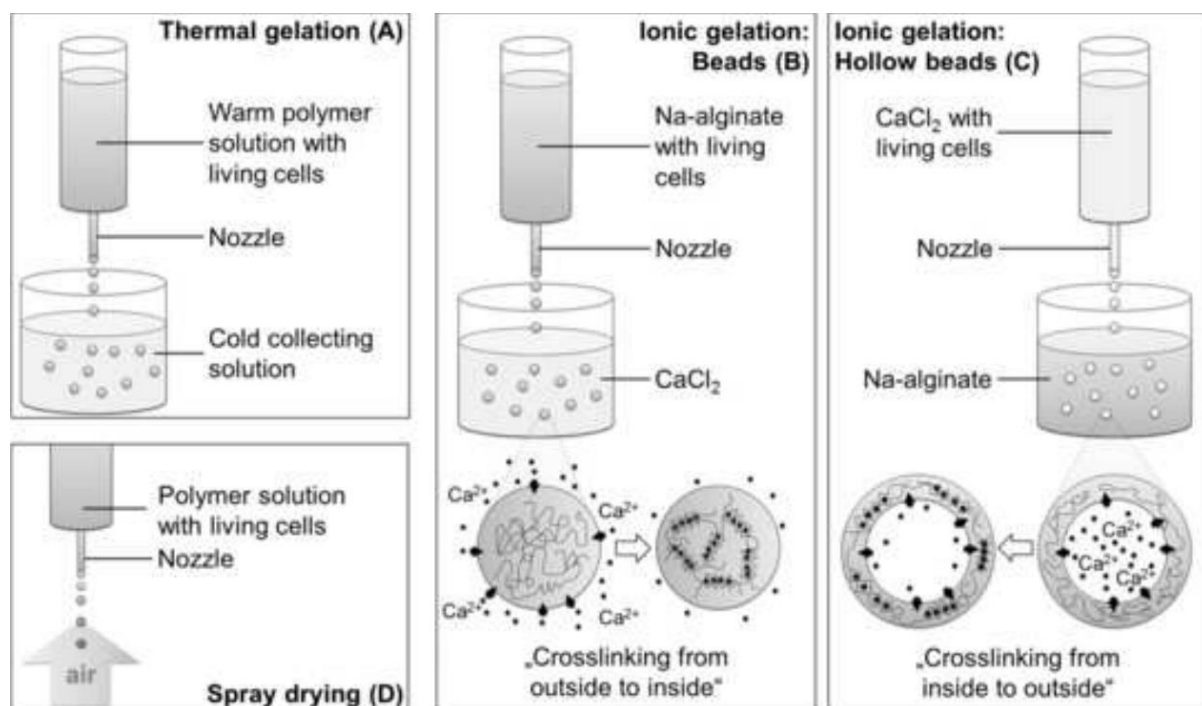 Thermal gelation (A)
Warm polymer
solution with
living cells
Nozzle
Cold collecting
solution
Polymer solution
with living cells
Nozzle
air
Spray drying (D)
Ionic gelation:
Beads (B)
Na-alginate
with living
cells
Nozzle
CaCl₂
Ca²⁺
Ca²⁺
Ca²⁺
Ca²⁺
„Crosslinking from
outside to inside“
Ionic gelation:
Hollow beads (C)
CaCl₂ with
living cells
Nozzle
Na-alginate
Ca²⁺
Ca²⁺
Ca²⁺
„Crosslinking from
inside to outside“